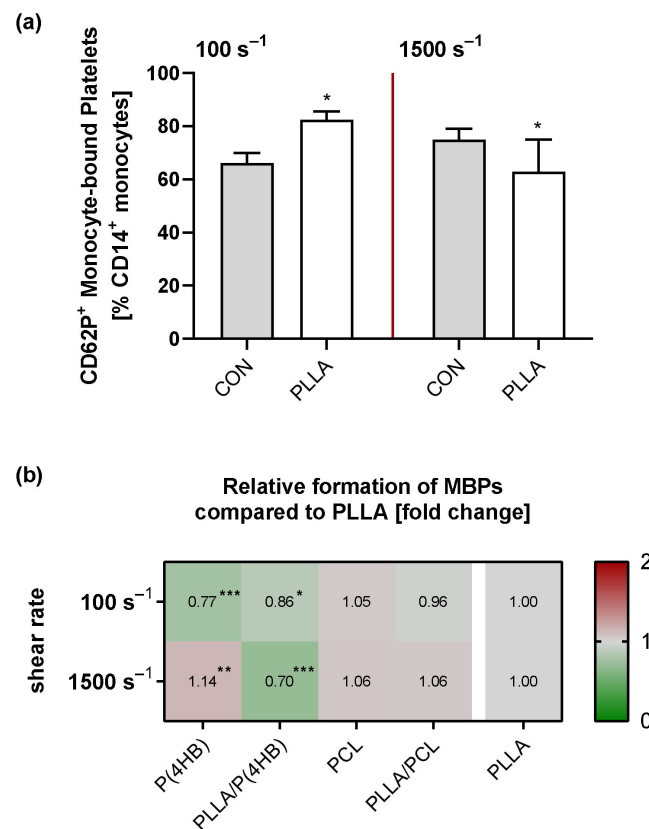 (a)
100 s⁻¹
1500 s⁻¹
CD62P⁺ Monocyte-bound Platelets
[% CD14⁺ monocytes]
100
80
60
40
20
0
*
*
CON
PLLA
CON
PLLA
(b)
Relative formation of MBPs
compared to PLLA [fold change]
shear rate
100 s⁻¹
0.77 *** 0.86 * 1.05 0.96 1.00
1500 s⁻¹
1.14 ** 0.70 *** 1.06 1.06 1.00
P(4HB)
PLLA/P(4HB)
PCL
PLLA/PCL
PLLA
2
1
0